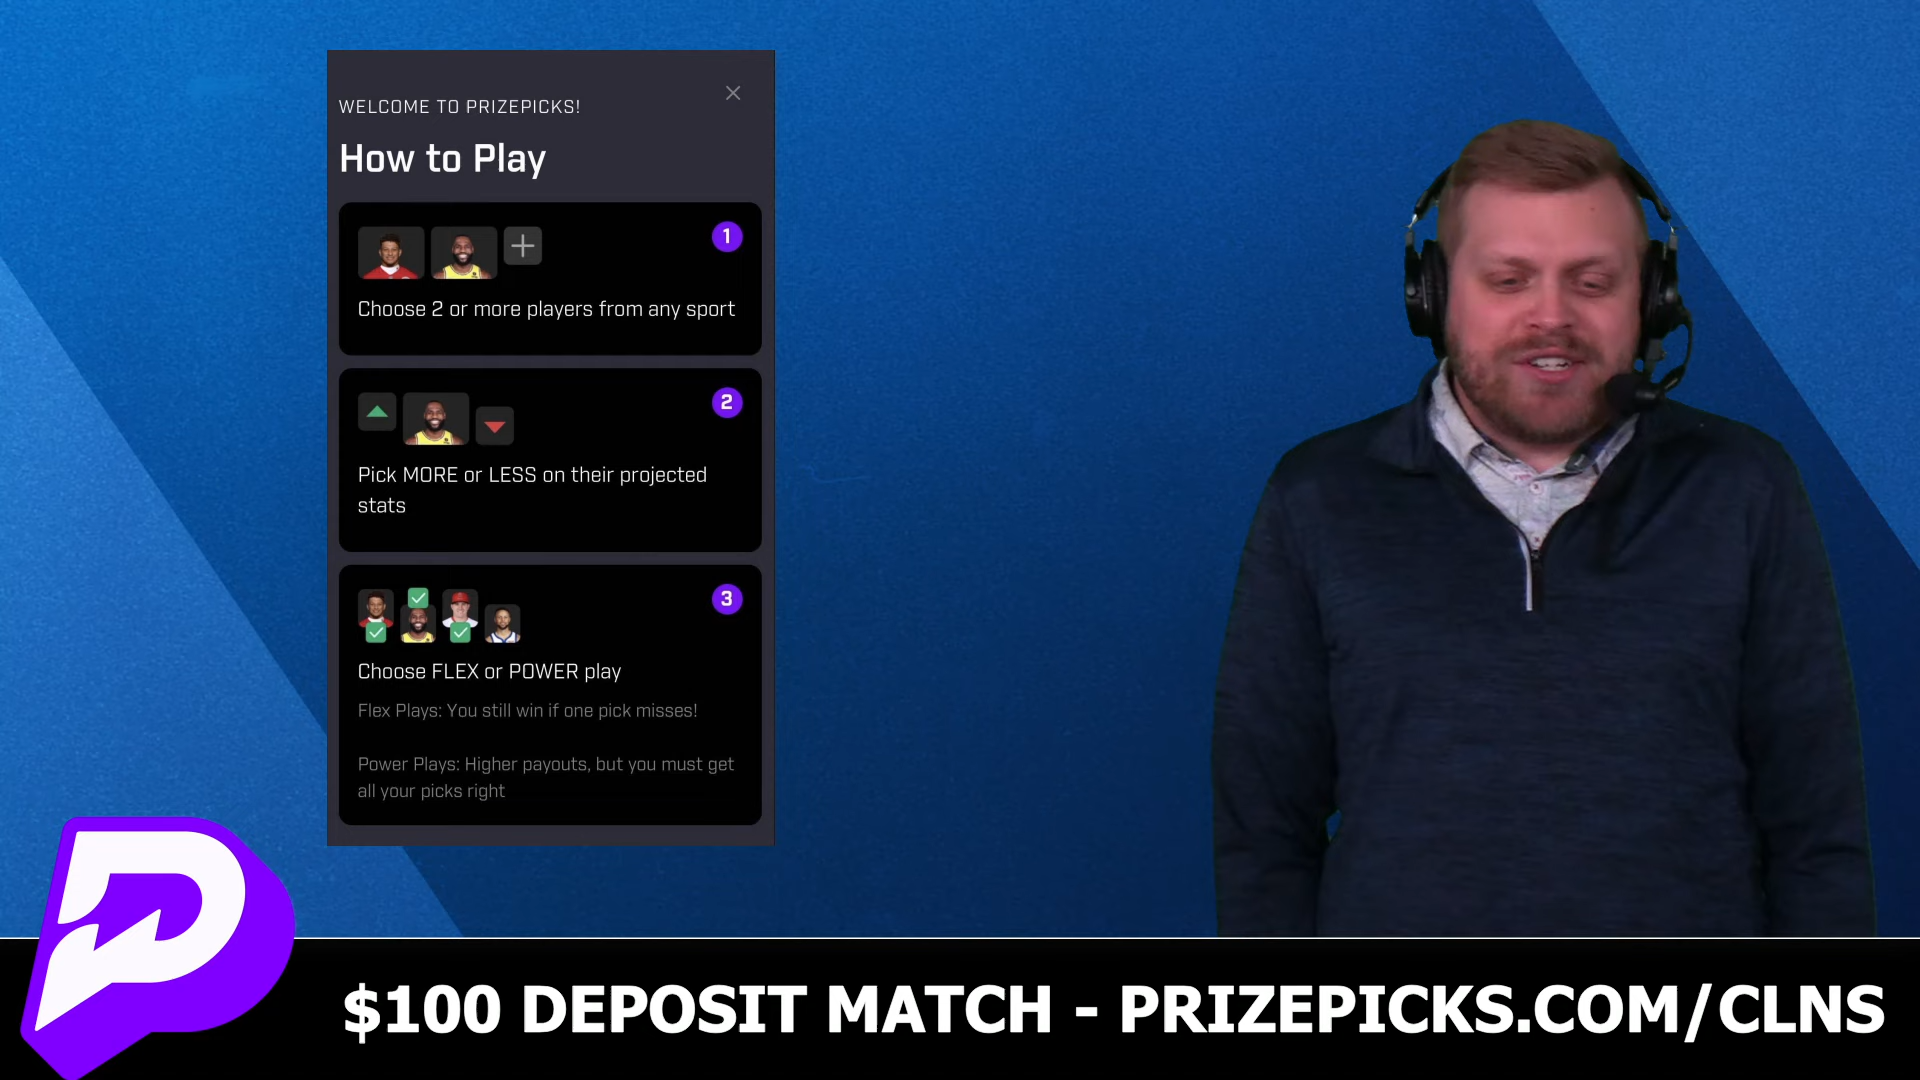 WELCOME TO PRIZEPICKS!
How to Play
1
Choose 2 or more players from any sport
2
Pick MORE or LESS on their projected
stats
3
Choose FLEX or POWER play
Flex Plays: You still win if one pick misses!
Power Plays: Higher payouts, but you must get
all your picks right
$100 DEPOSIT MATCH - PRIZEPICKS.COM/CLNS